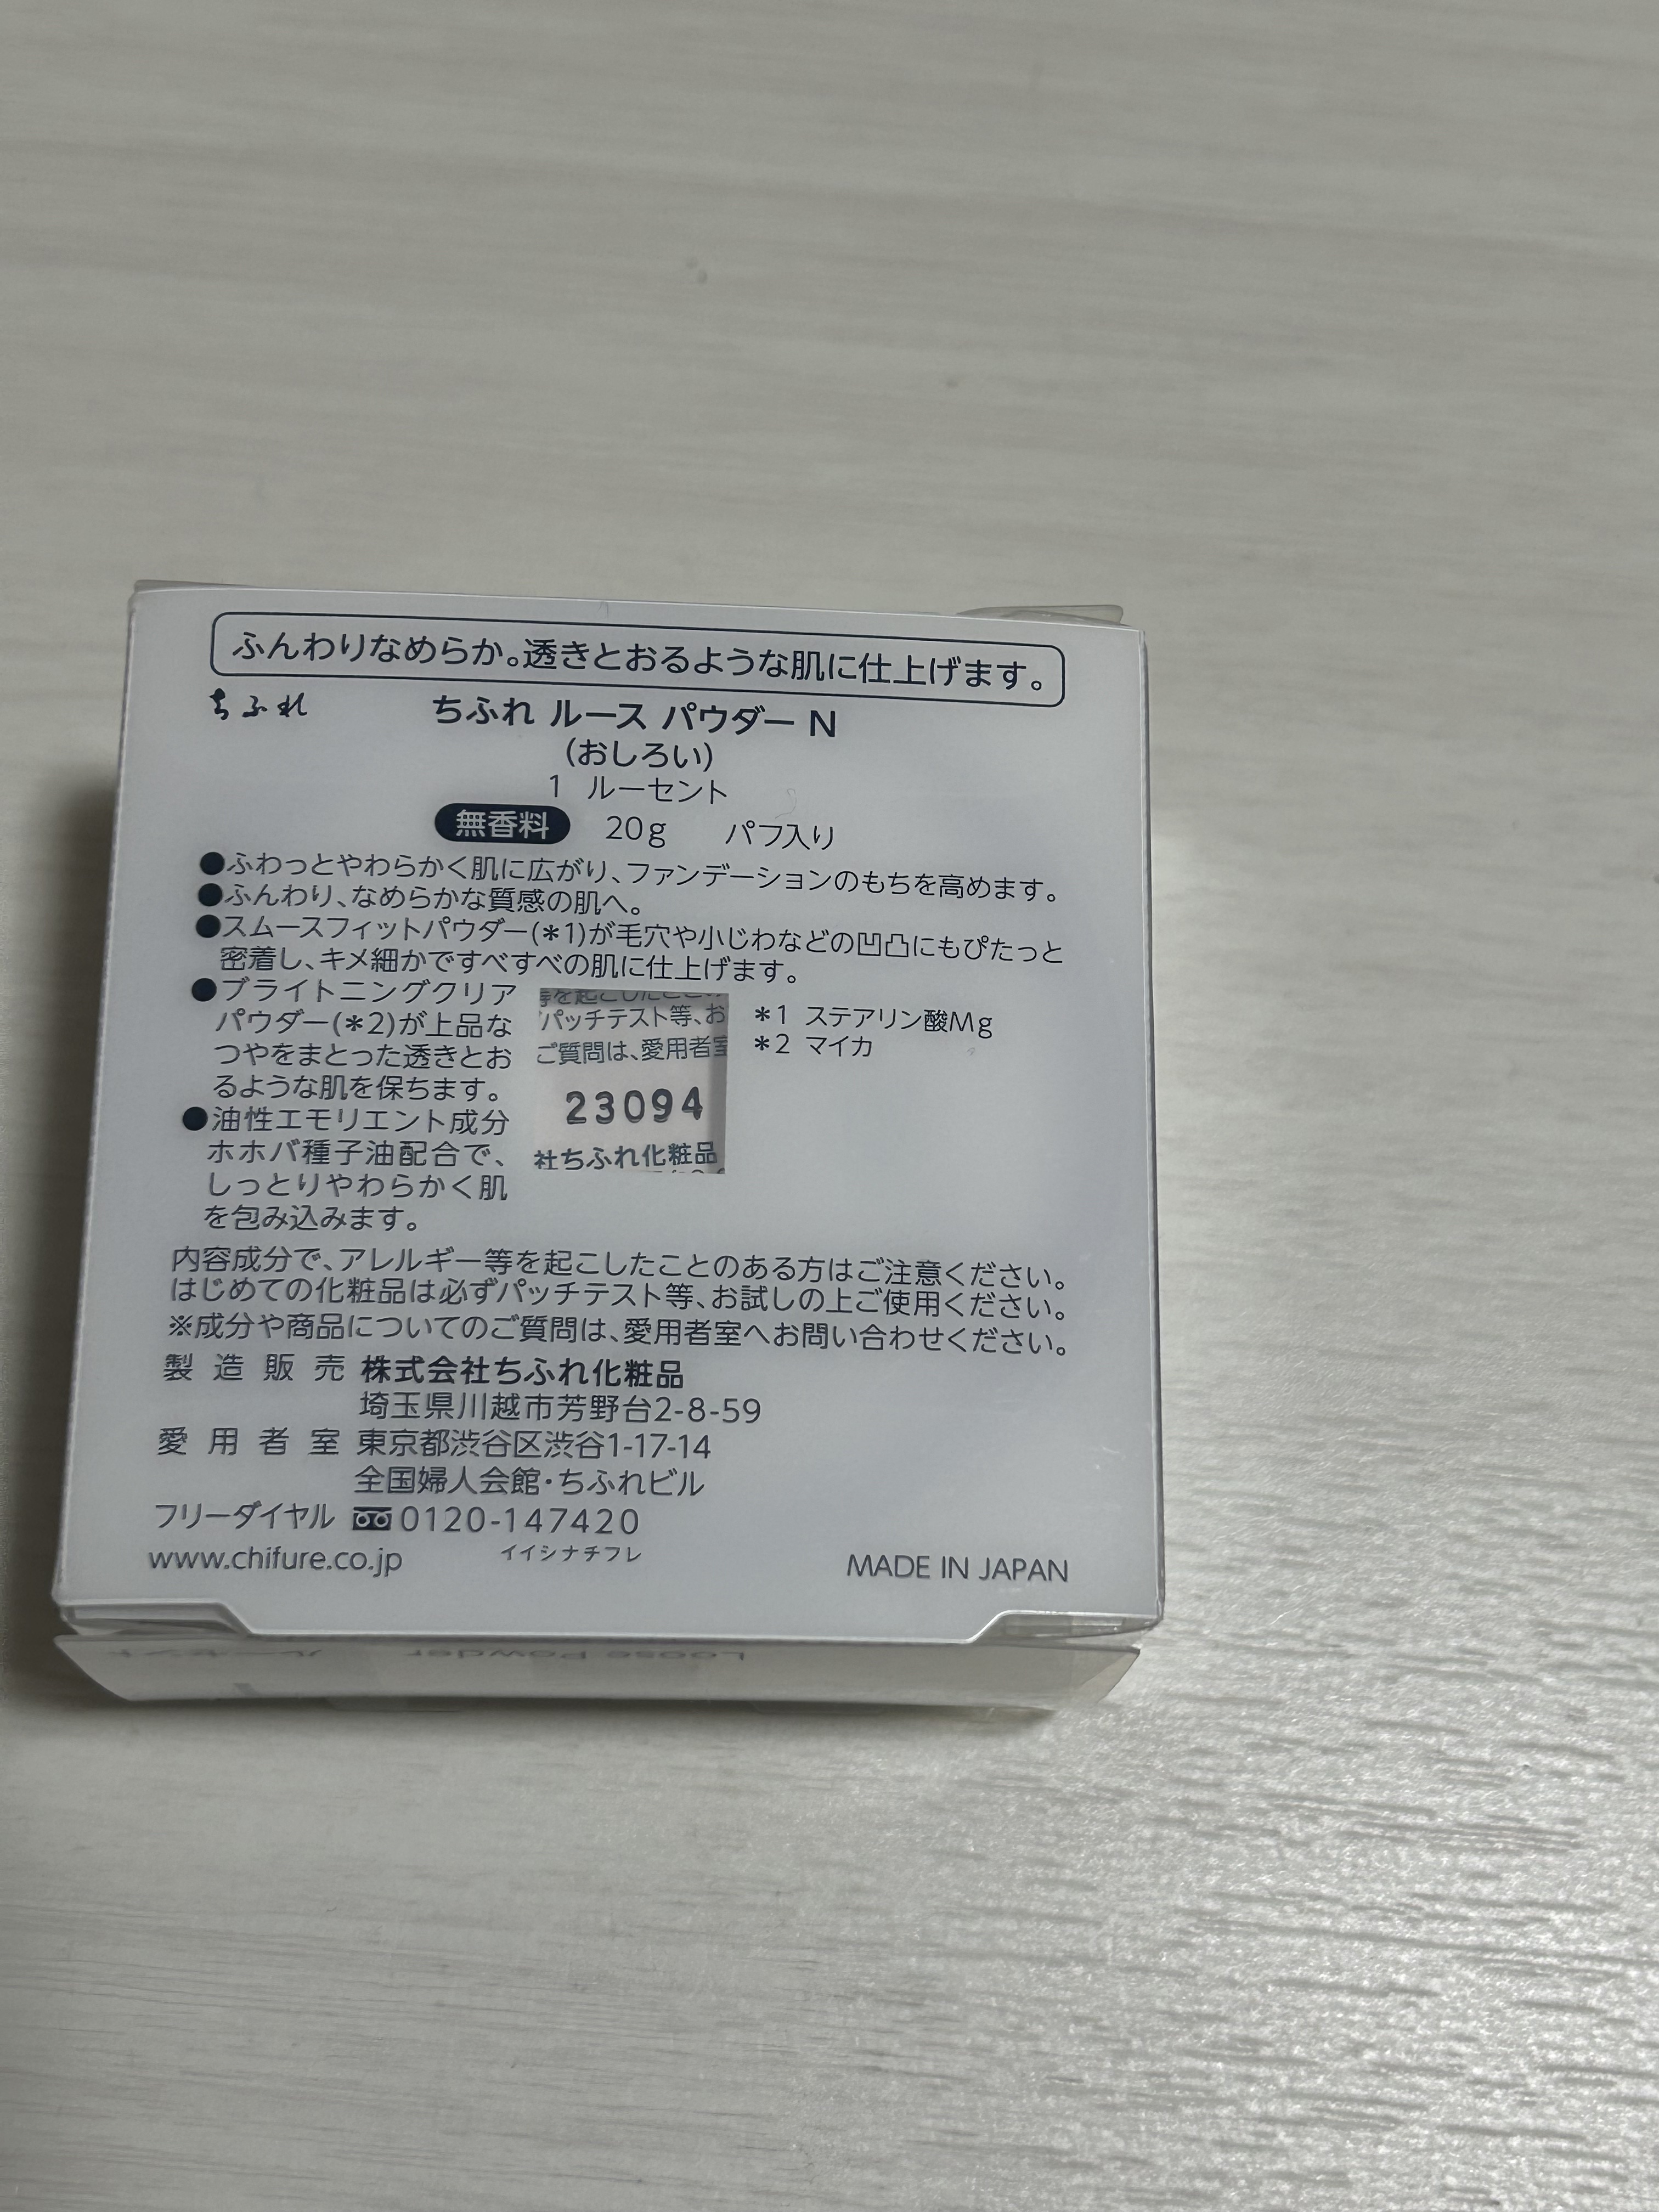 ふんわりなめらか。透きとおるような肌に仕上げます。
ちふれ
ちふれ ルース パウダー N
(おしろい)
1 ルーセント
無香料 20g パフ入り
●ふわっとやわらかく肌に広がり、ファンデーションのもちを高めます。
●ふんわり、なめらかな質感の肌へ。
●スムースフィットパウダー(*1)が毛穴や小じわなどの凹凸にもぴたっと
密着し、キメ細かですべすべの肌に仕上げます。
●ブライトニングクリア
パウダー(*2)が上品な
つやをまとった透きとお
るような肌を保ちます。
●油性エモリエント成分
ホホバ種子油配合で、
しっとりやわらかく肌
を包み込みます。
等を起こしたことの
パッチテスト等、お
ご質問は、愛用者室
23094
社ちふれ化粧品
*1 ステアリン酸Mg
*2 マイカ
内容成分で、アレルギー等を起こしたことのある方はご注意ください。
はじめての化粧品は必ずパッチテスト等、お試しの上ご使用ください。
※成分や商品についてのご質問は、愛用者室へお問い合わせください。
製造販売 株式会社ちふれ化粧品
埼玉県川越市芳野台2-8-59
愛用者室 東京都渋谷区渋谷1-17-14
全国婦人会館・ちふれビル
フリーダイヤル 0120-147420
www.chifure.co.jp イイシナチフレ
MADE IN JAPAN
Loose Powder
ルーセント